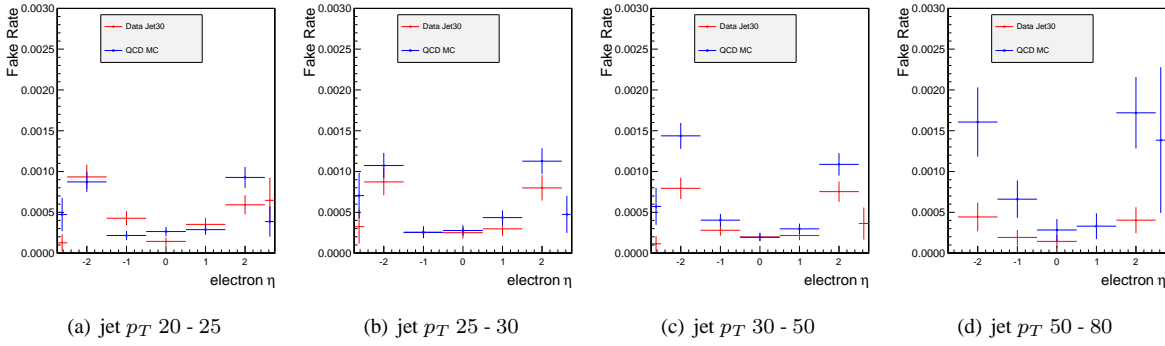 Fake Rate
0.0030
0.0025
0.0020
0.0015
0.0010
0.0005
0.0000
Data Jet30
QCD MC
-2 -1 0 1 2
electron η
(a) jet pT 20 - 25
Fake Rate
0.0030
0.0025
0.0020
0.0015
0.0010
0.0005
0.0000
Data Jet30
QCD MC
-2 -1 0 1 2
electron η
(b) jet pT 25 - 30
Fake Rate
0.0030
0.0025
0.0020
0.0015
0.0010
0.0005
0.0000
Data Jet30
QCD MC
-2 -1 0 1 2
electron η
(c) jet pT 30 - 50
Fake Rate
0.0030
0.0025
0.0020
0.0015
0.0010
0.0005
0.0000
Data Jet30
QCD MC
-2 -1 0 1 2
electron η
(d) jet pT 50 - 80